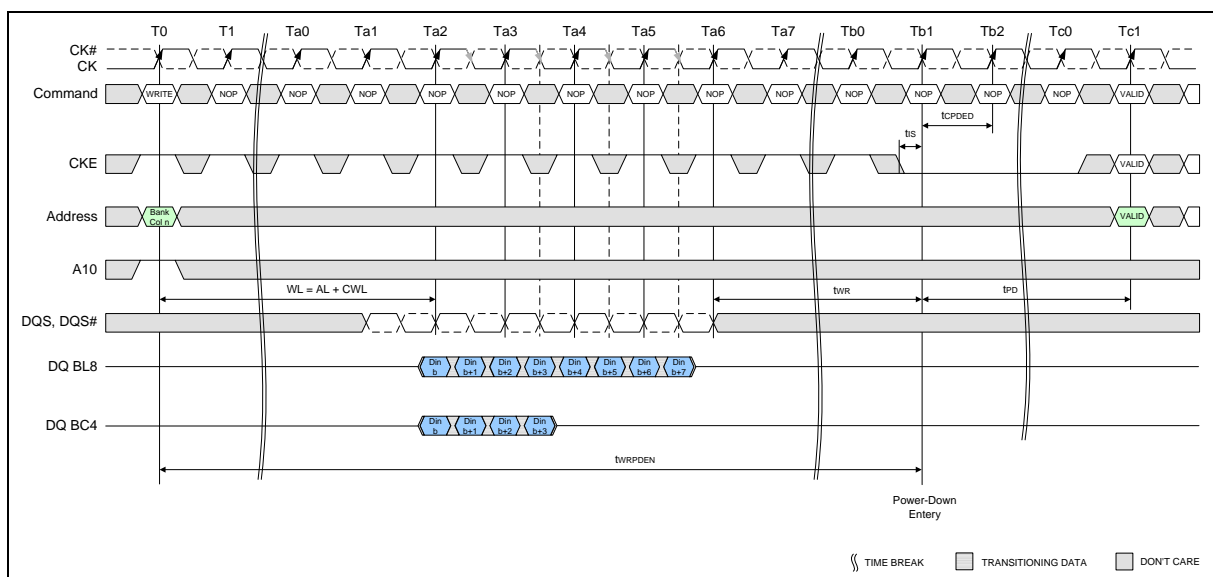 T0 T1 Ta0 Ta1 Ta2 Ta3 Ta4 Ta5 Ta6 Ta7 Tb0 Tb1 Tb2 Tc0 Tc1
CK#
CK
Command WRITE NOP NOP NOP NOP NOP NOP NOP NOP NOP NOP NOP NOP NOP VALID
tCPDED
tIS
CKE VALID
Address Bank Col n VALID
A10
WL = AL + CWL tWR tPD
DQS, DQS#
DQ BL8 Din b Din b+1 Din b+2 Din b+3 Din b+4 Din b+5 Din b+6 Din b+7
DQ BC4 Din b Din b+1 Din b+2 Din b+3
tWRPDEN
Power-Down
Entery
TIME BREAK TRANSITIONING DATA DON'T CARE